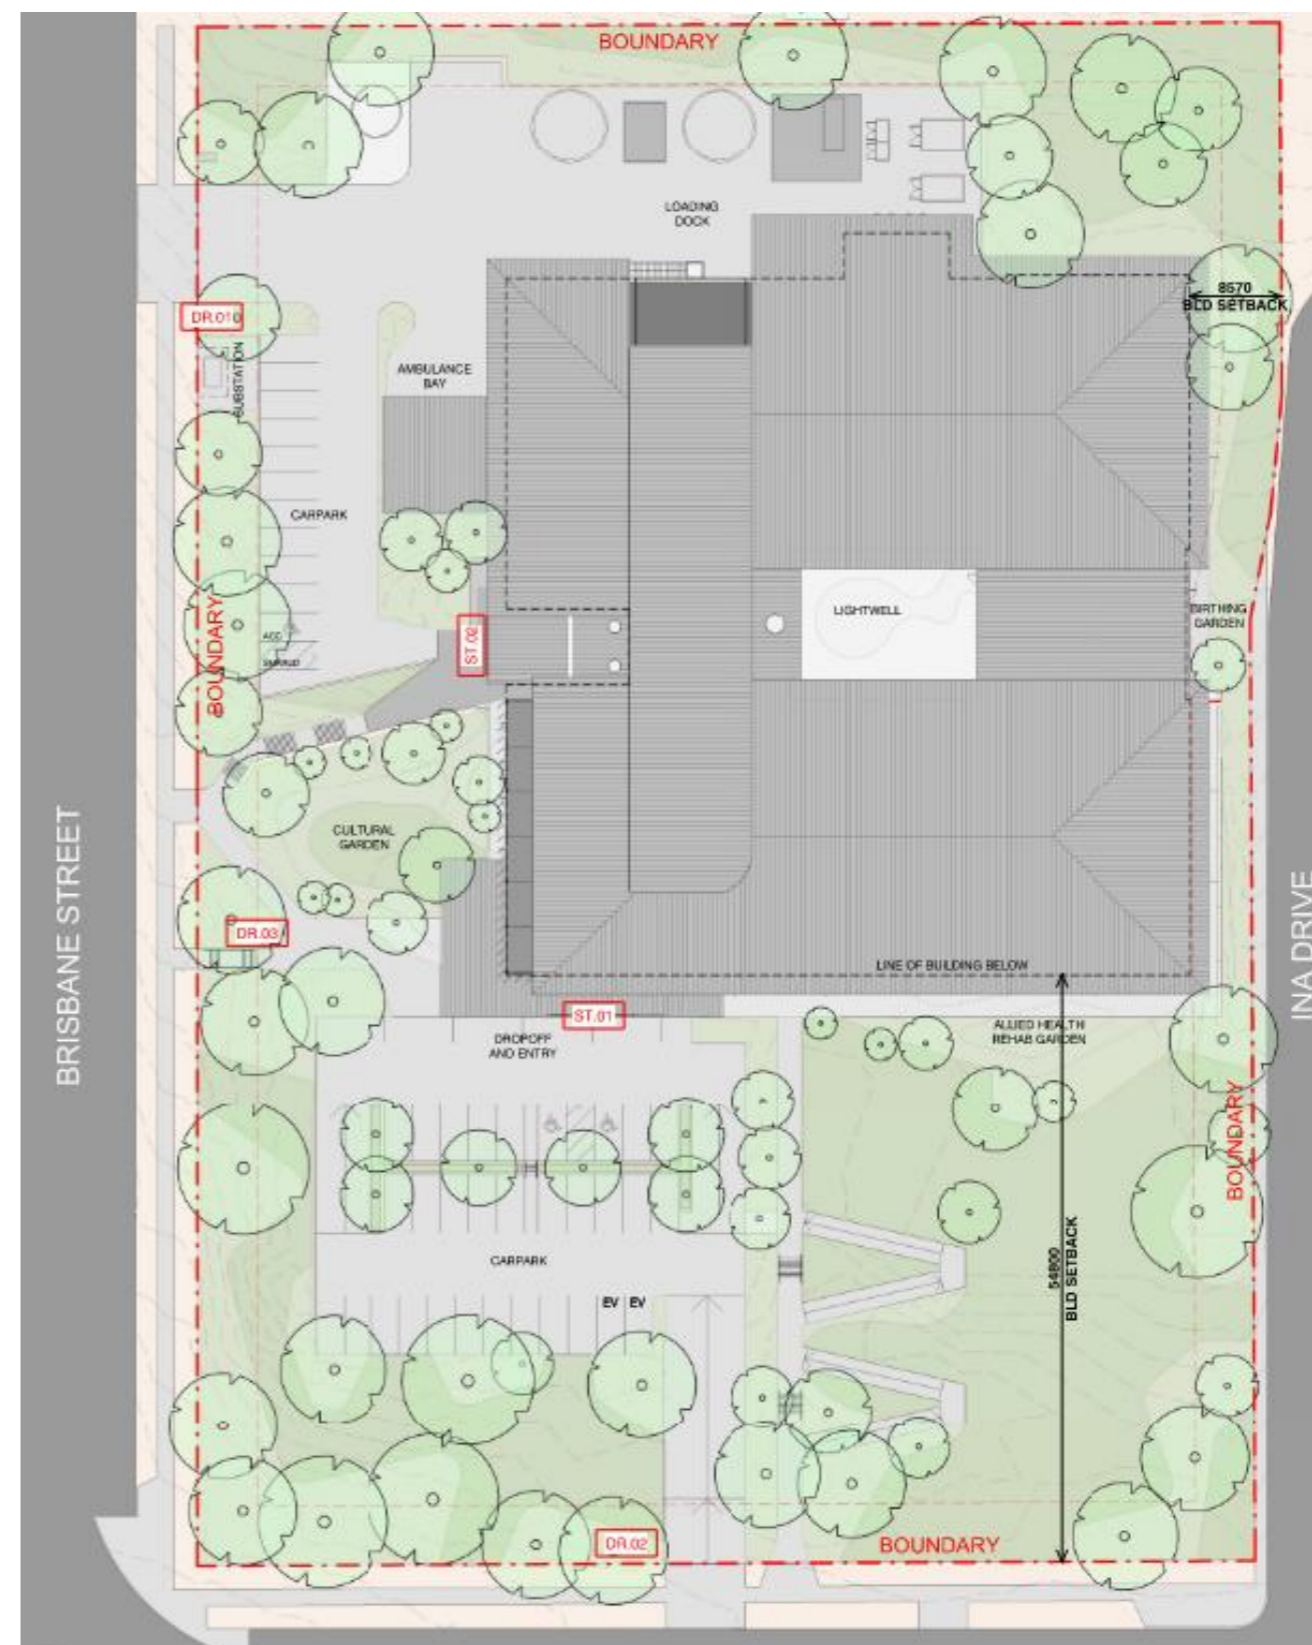 BOUNDARY
LOADING
DOCK
8570
BLD SETBACK
DR.010
SUBSTATION
AMBULANCE
BAY
CARPARK
BOUNDARY
ACC
ST.02
LIGHTWELL
BIRTHING
GARDEN
CULTURAL
GARDEN
BRISBANE STREET
INA DRIVE
DR.03
LINE OF BUILDING BELOW
ST.01
DROPOFF
AND ENTRY
ALLIED HEALTH
REHAB GARDEN
BOUNDARY
54800
BLD SETBACK
CARPARK
EV EV
DR.02
BOUNDARY